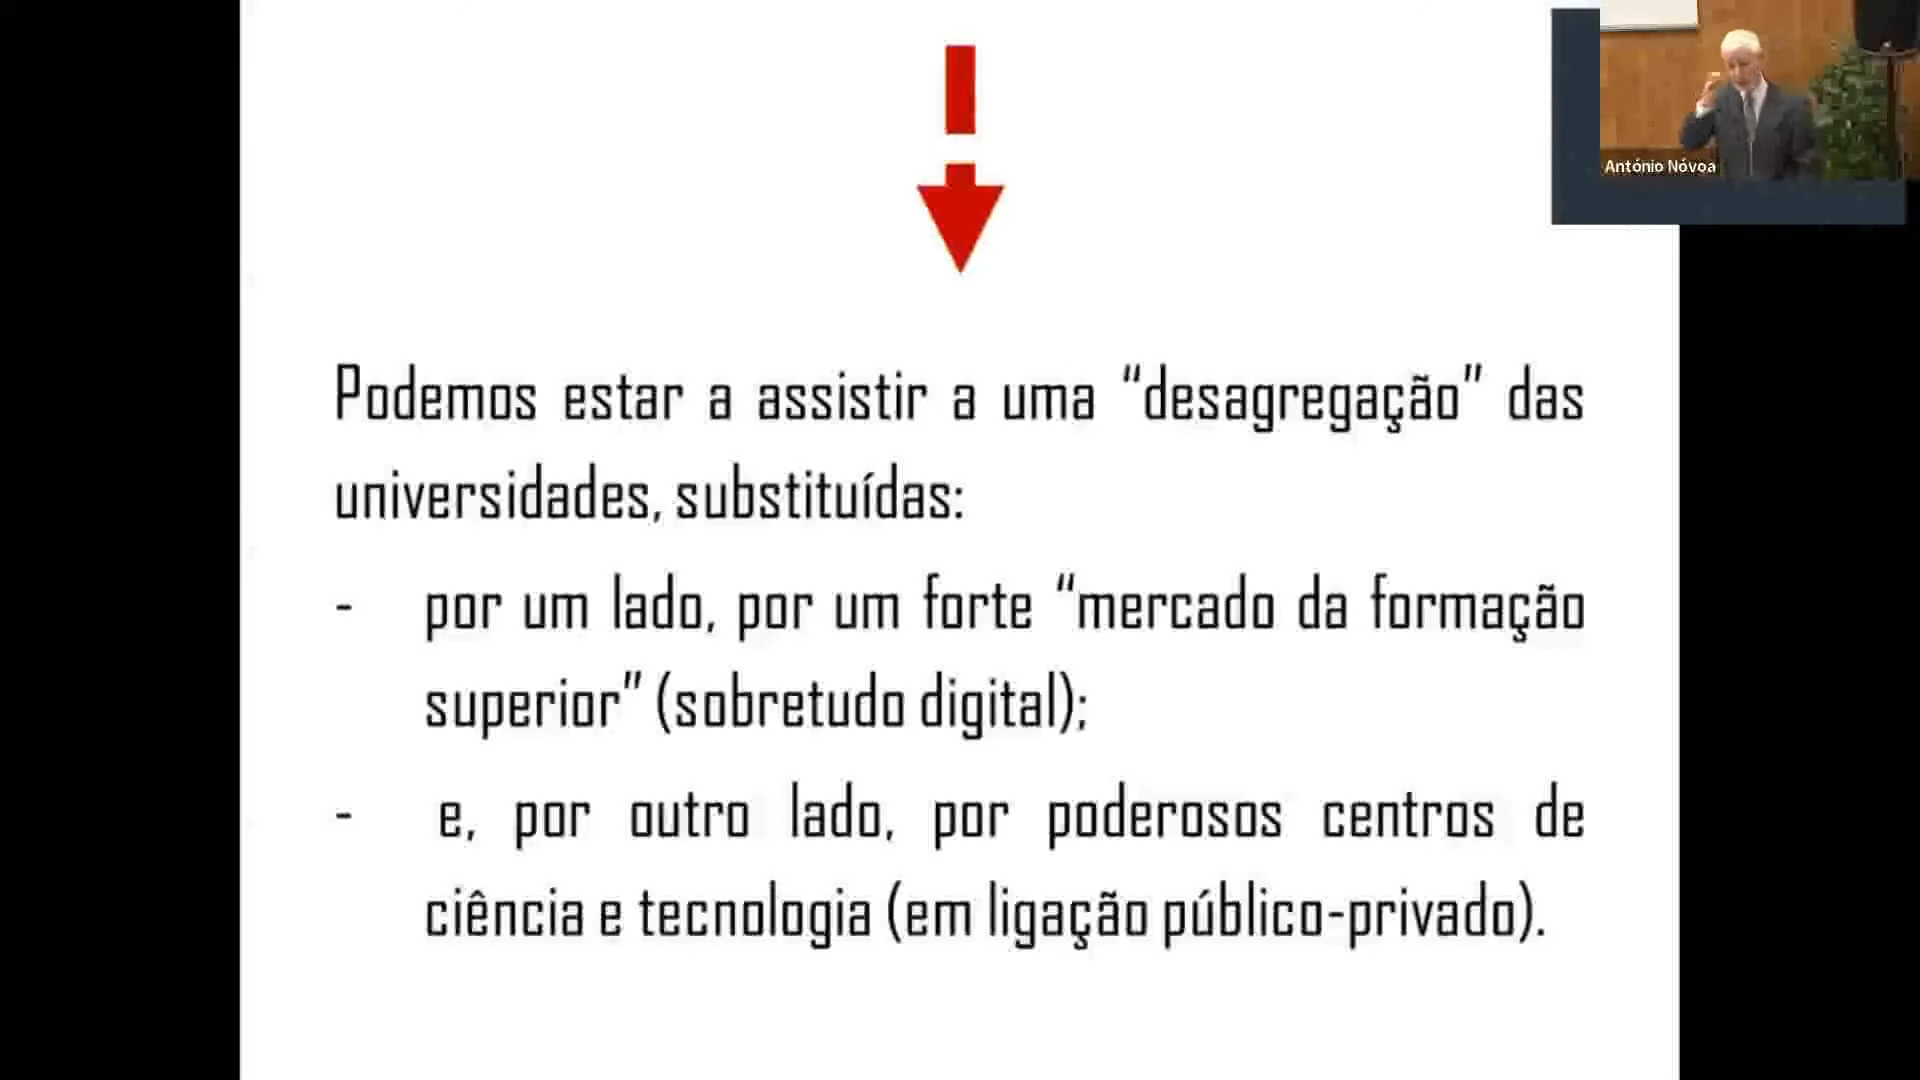 António Nóvoa
Podemos estar a assistir a uma “desagregação” das
universidades, substituídas:
- por um lado, por um forte “mercado da formação
superior” (sobretudo digital);
- e, por outro lado, por poderosos centros de
ciência e tecnologia (em ligação público-privado).